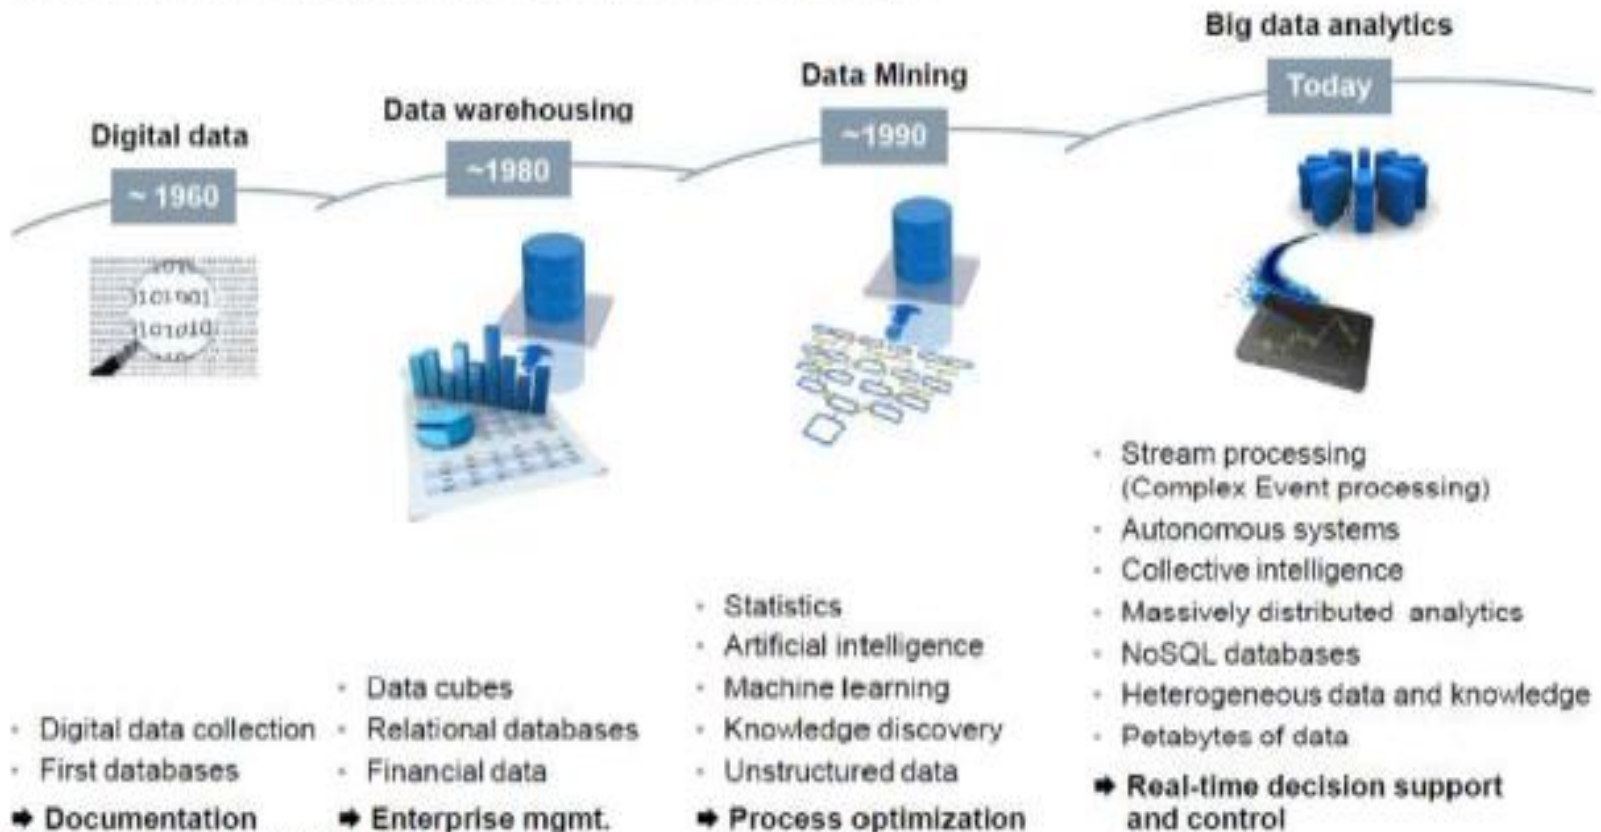 Big data analytics
Today
Data Mining
~1990
Data warehousing
~1980
Digital data
~ 1960
101001
101010
Digital data collection
First databases
➡ Documentation
Data cubes
Relational databases
Financial data
➡ Enterprise mgmt.
Statistics
Artificial intelligence
Machine learning
Knowledge discovery
Unstructured data
➡ Process optimization
Stream processing
(Complex Event processing)
Autonomous systems
Collective intelligence
Massively distributed analytics
NoSQL databases
Heterogeneous data and knowledge
Petabytes of data
➡ Real-time decision support
and control